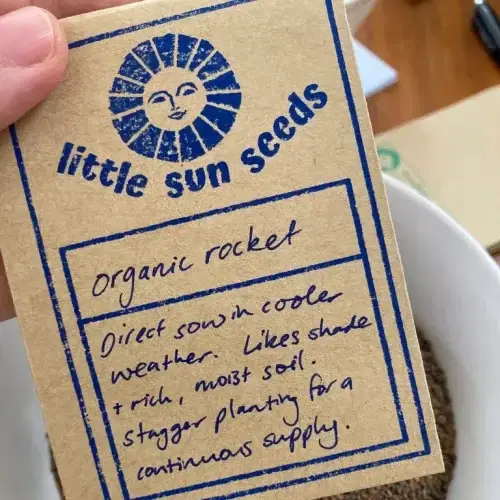 little sun seeds
organic rocket
Direct sow in cooler
weather. Likes shade
+ rich, moist soil.
stagger planting for a
continuous supply.